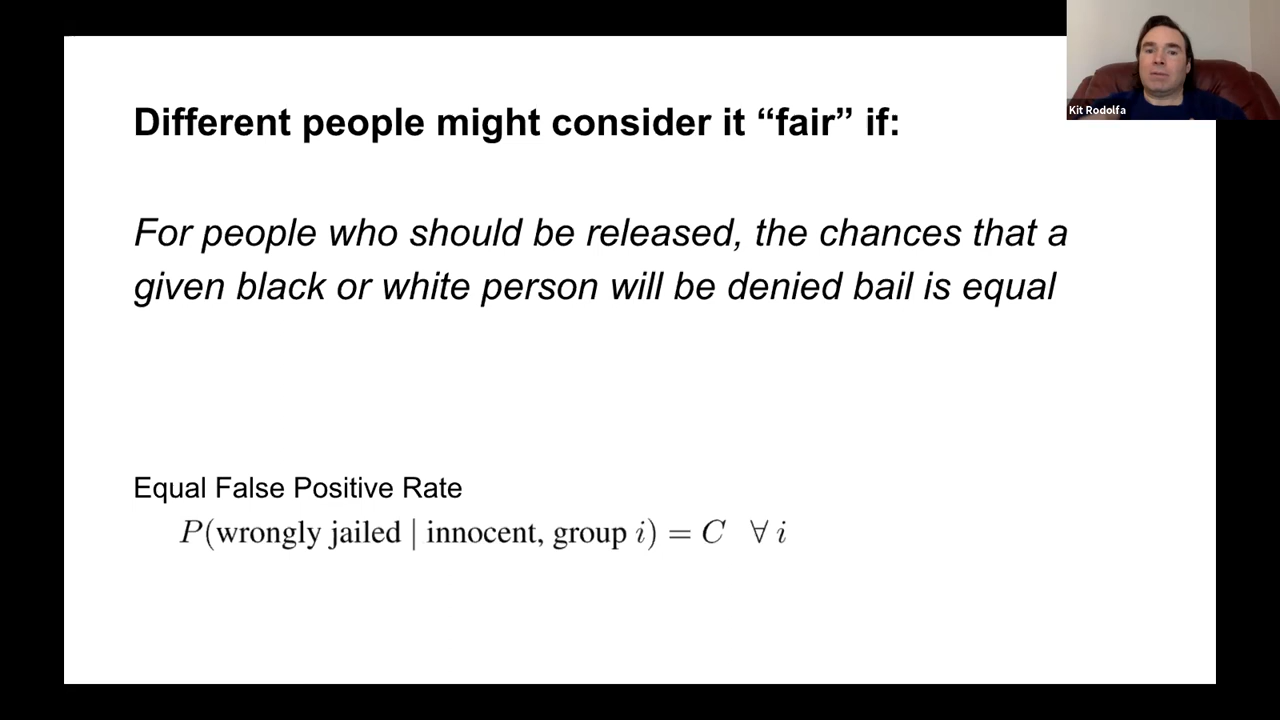 Kit Rodolfa
Different people might consider it “fair” if:
For people who should be released, the chances that a
given black or white person will be denied bail is equal
Equal False Positive Rate
P(wrongly jailed | innocent, group i) = C ∀ i